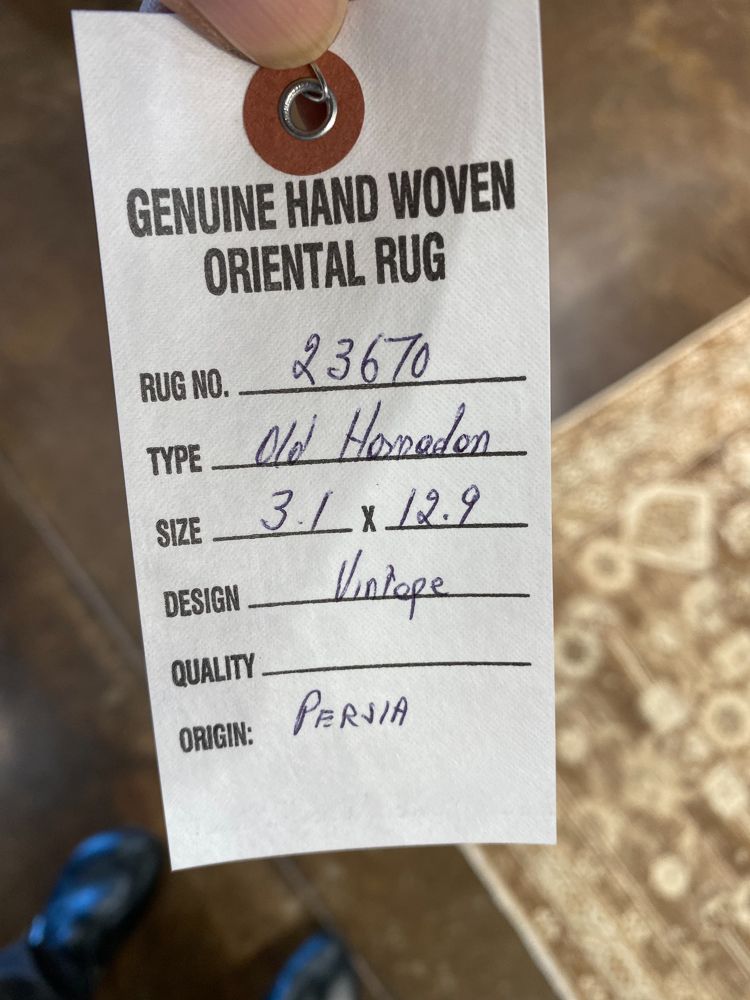 GENUINE HAND WOVEN
ORIENTAL RUG
RUG NO. 23670
TYPE Old Hamadan
SIZE 3.1 X 12.9
DESIGN Vintage
QUALITY
ORIGIN: PERSIA